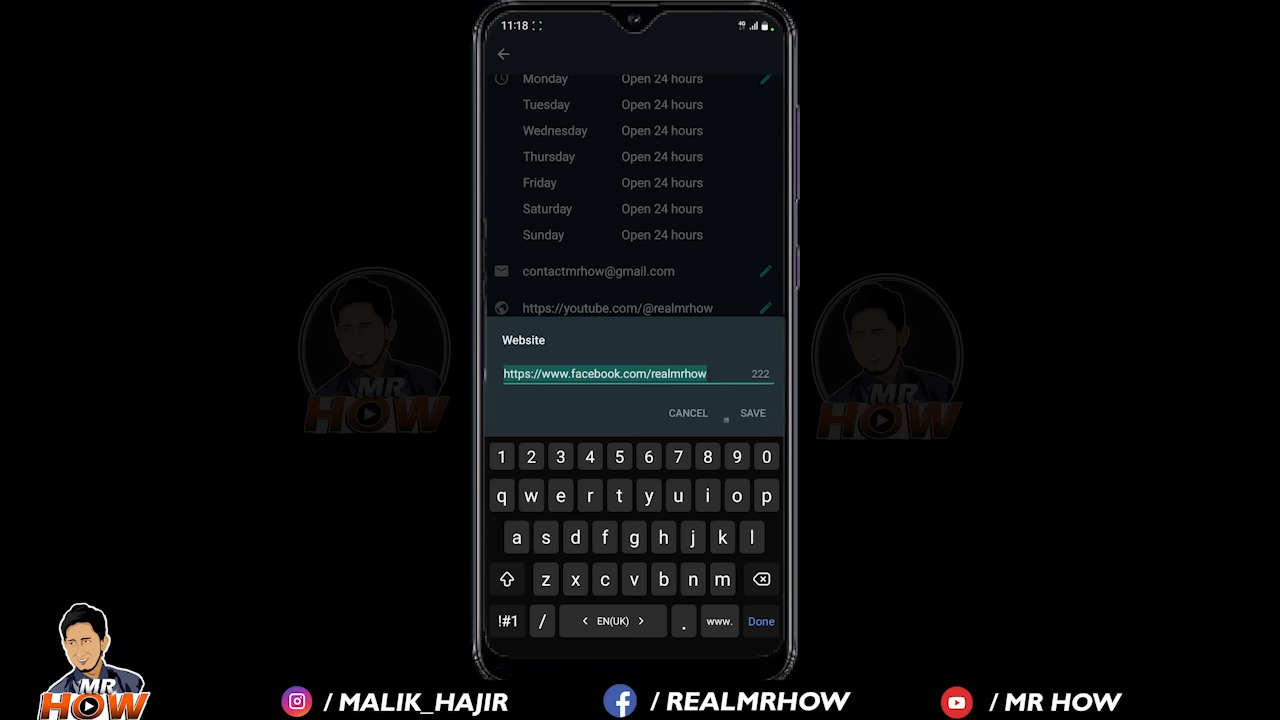 11:18
Monday Open 24 hours
Tuesday Open 24 hours
Wednesday Open 24 hours
Thursday Open 24 hours
Friday Open 24 hours
Saturday Open 24 hours
Sunday Open 24 hours
contactmrhow@gmail.com
https://youtube.com/@realmrhow
Website
https://www.facebook.com/realmrhow 222
CANCEL SAVE
1 2 3 4 5 6 7 8 9 0
q w e r t y u i o p
a s d f g h j k l
z x c v b n m
!#1 / < EN(UK) > . www. Done
MR
HOW
MR
HOW
MR
HOW
/ MALIK_HAJIR / REALMRHOW / MR HOW